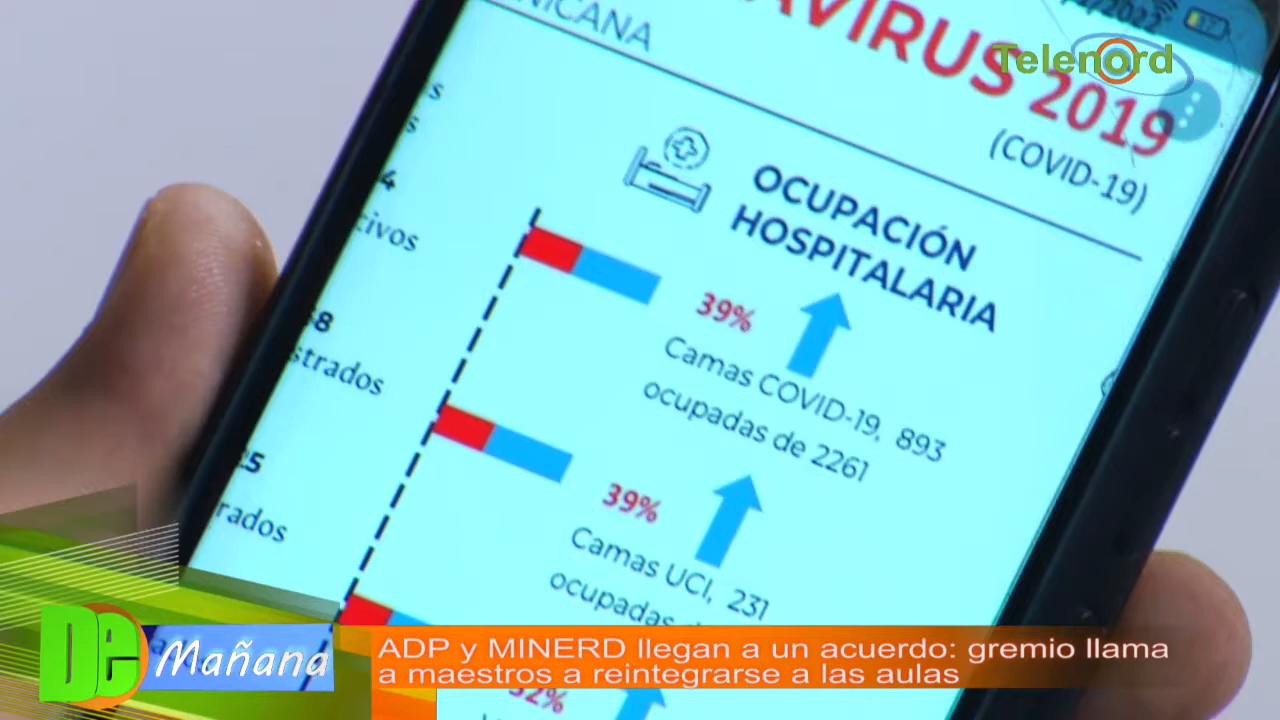 NICANA
AVIRUS 2019
(COVID-19)
Telenord
OCUPACIÓN
HOSPITALARIA
39%
Camas COVID-19, 893
ocupadas de 2261
39%
Camas UCI, 231
ocupadas
s
s
4
tivos
strados
rados
De Mañana
ADP y MINERD llegan a un acuerdo: gremio llama
a maestros a reintegrarse a las aulas